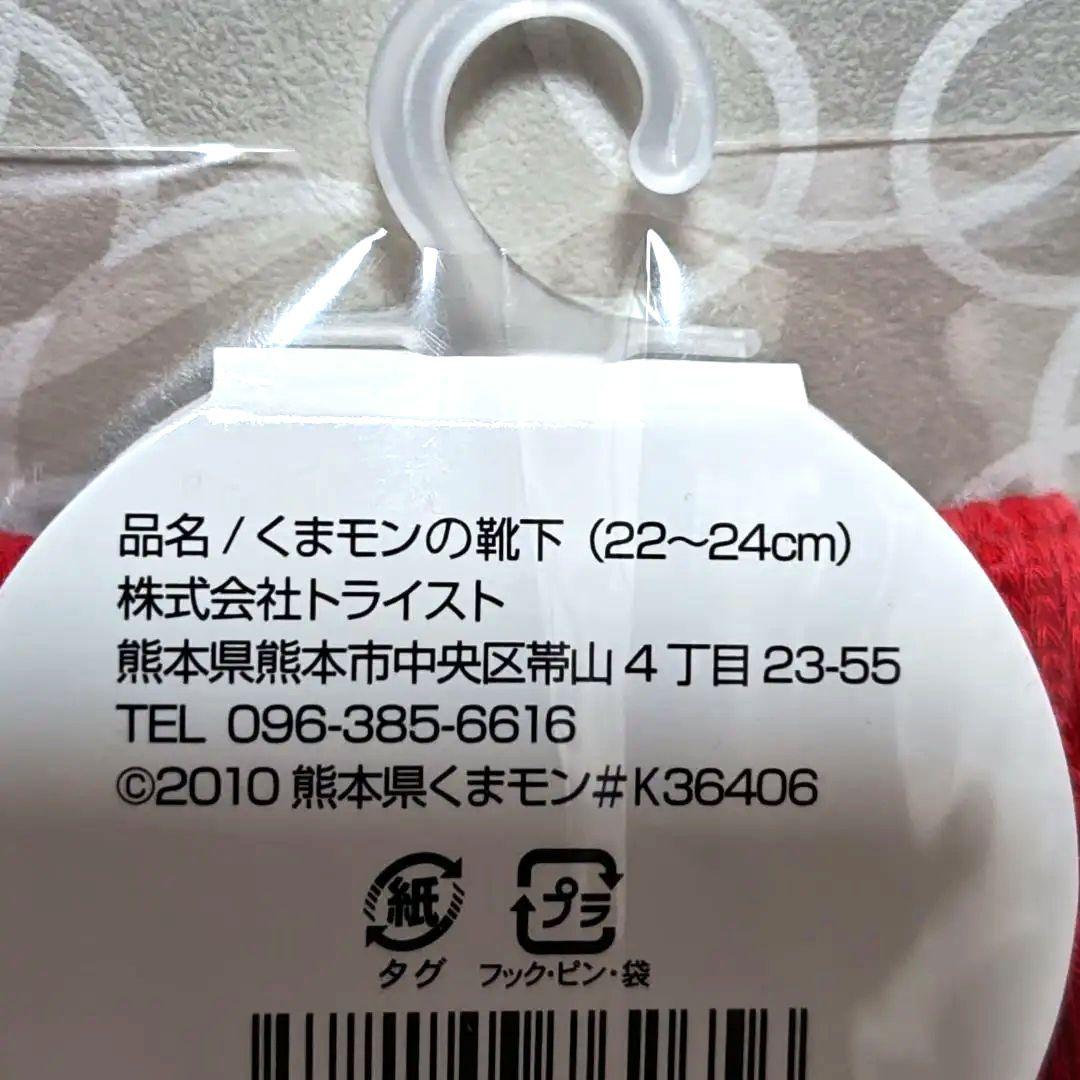 品名/くまモンの靴下（22〜24cm）
株式会社トライスト
熊本県熊本市中央区帯山4丁目23-55
TEL 096-385-6616
©2010 熊本県くまモン#K36406
紙 プラ
タグ フック・ピン・袋